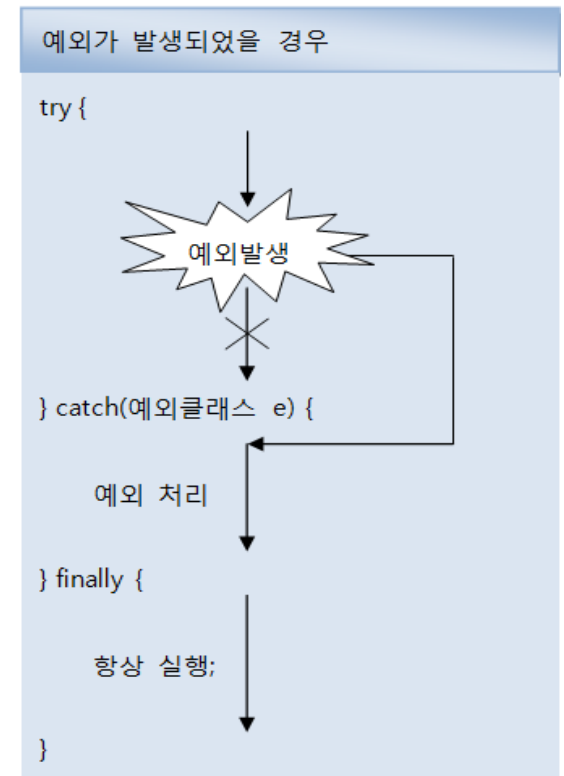 예외가 발생되었을 경우
try {
예외발생
} catch(예외클래스 e) {
예외 처리
} finally {
항상 실행;
}